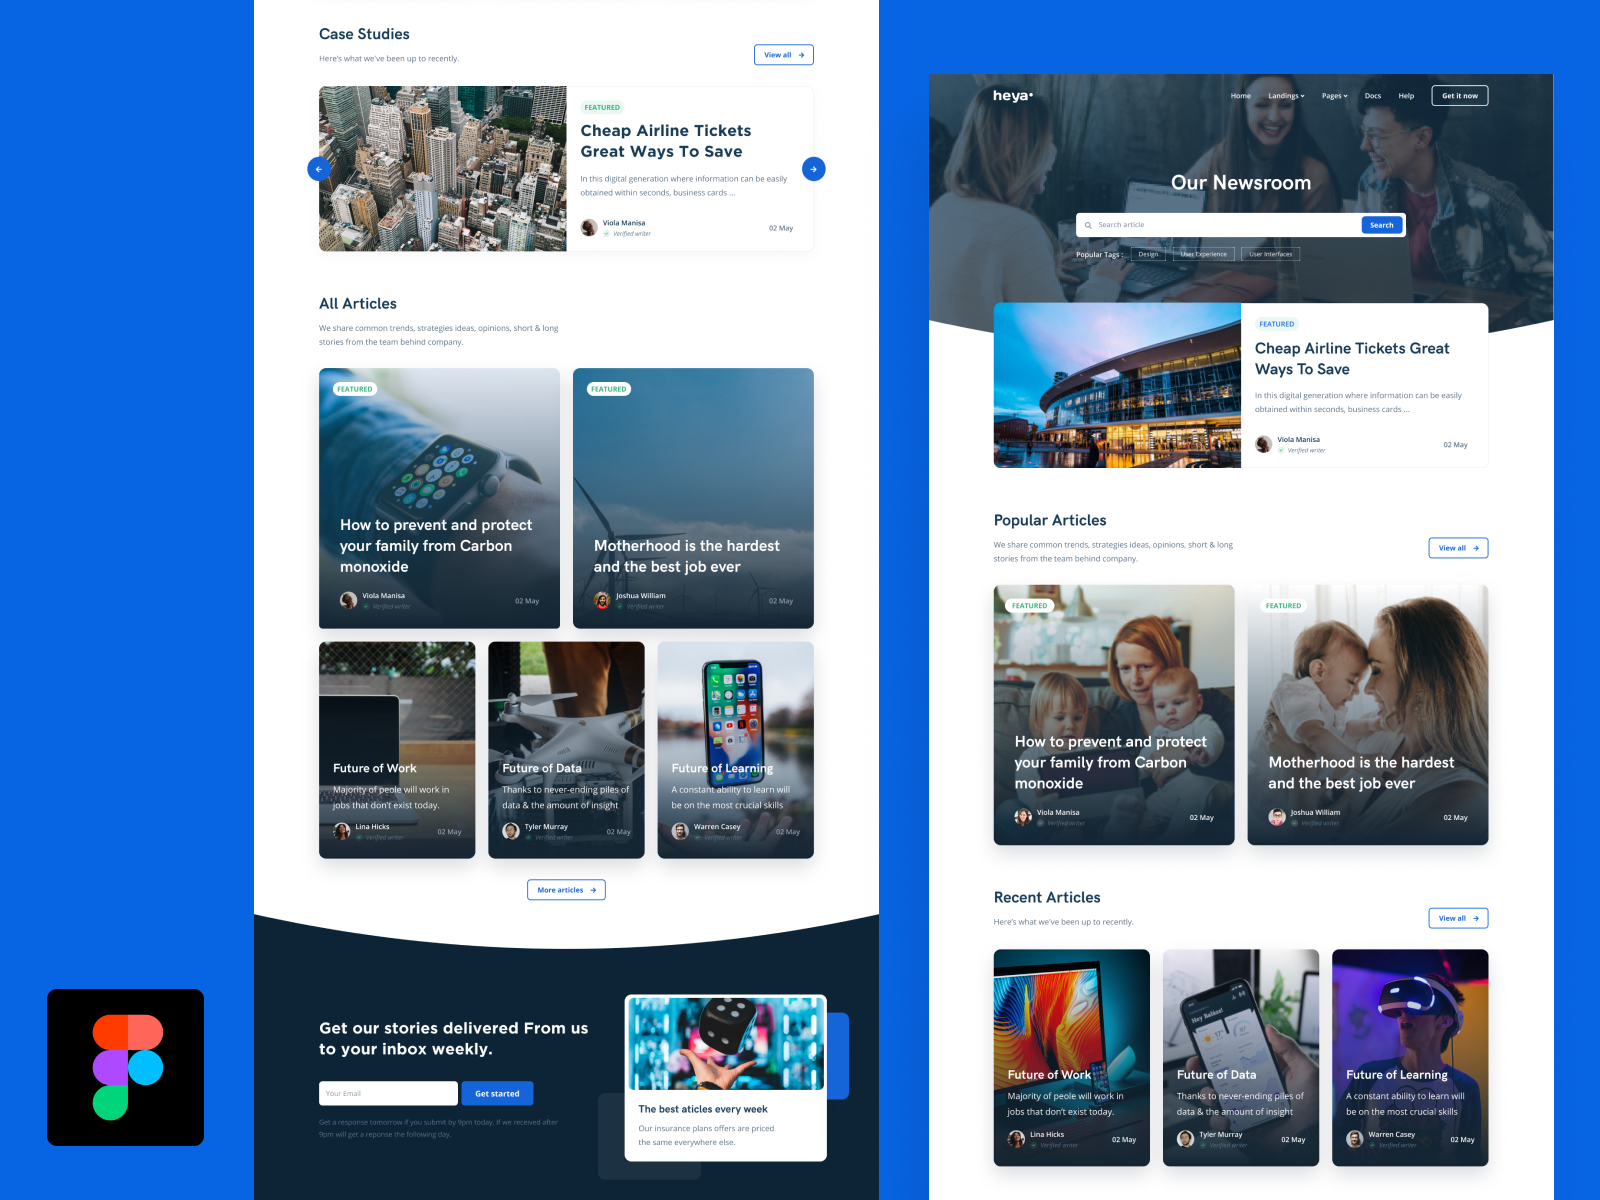 Case Studies
Here's what we've been up to recently.
View all
FEATURED
Cheap Airline Tickets
Great Ways To Save
In this digital generation where information can be easily
obtained within seconds, business cards ...
Viola Manisa
Verified writer
02 May
All Articles
We share common trends, strategies ideas, opinions, short & long
stories from the team behind company.
FEATURED
How to prevent and protect
your family from Carbon
monoxide
Viola Manisa
Verified writer
02 May
FEATURED
Motherhood is the hardest
and the best job ever
Joshua William
Verified writer
02 May
Future of Work
Majority of peole will work in
jobs that don't exist today.
Lina Hicks
Verified writer
02 May
Future of Data
Thanks to never-ending piles of
data & the amount of insight
Tyler Murray
Verified writer
02 May
Future of Learning
A constant ability to learn will
be on the most crucial skills
Warren Casey
Verified writer
02 May
More articles
Get our stories delivered From us
to your inbox weekly.
Your Email
Get started
Get a response tomorrow if you submit by 9pm today. If we received after
9pm will get a reponse the following day.
The best aticles every week
Our insurance plans offers are priced
the same everywhere else.
heya
Home
Landings
Pages
Docs
Help
Get it now
Our Newsroom
Search article
Search
Popular Tags :
Design
User Experience
User Interfaces
FEATURED
Cheap Airline Tickets Great
Ways To Save
In this digital generation where information can be easily
obtained within seconds, business cards ...
Viola Manisa
Verified writer
02 May
Popular Articles
We share common trends, strategies ideas, opinions, short & long
stories from the team behind company.
View all
FEATURED
How to prevent and protect
your family from Carbon
monoxide
Viola Manisa
Verified writer
02 May
FEATURED
Motherhood is the hardest
and the best job ever
Joshua William
Verified writer
02 May
Recent Articles
Here's what we've been up to recently.
View all
Future of Work
Majority of peole will work in
jobs that don't exist today.
Lina Hicks
Verified writer
02 May
Future of Data
Thanks to never-ending piles of
data & the amount of insight
Tyler Murray
Verified writer
02 May
Future of Learning
A constant ability to learn will
be on the most crucial skills
Warren Casey
Verified writer
02 May